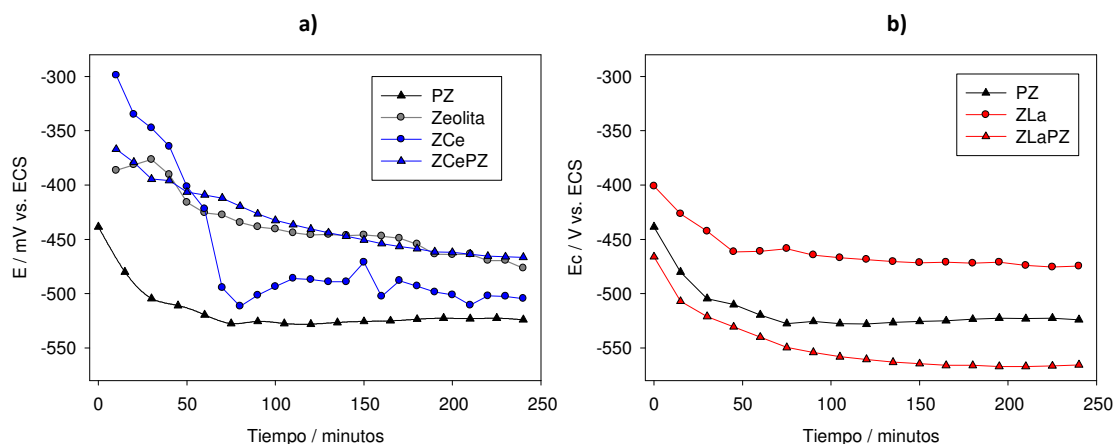 a)
b)
-300
-350
-400
-450
-500
-550
E / mV vs. ECS
PZ
Zeolita
ZCe
ZCePZ
0
50
100
150
200
250
Tiempo / minutos
-300
-350
-400
-450
-500
-550
Ec / V vs. ECS
PZ
ZLa
ZLaPZ
0
50
100
150
200
250
Tiempo / minutos